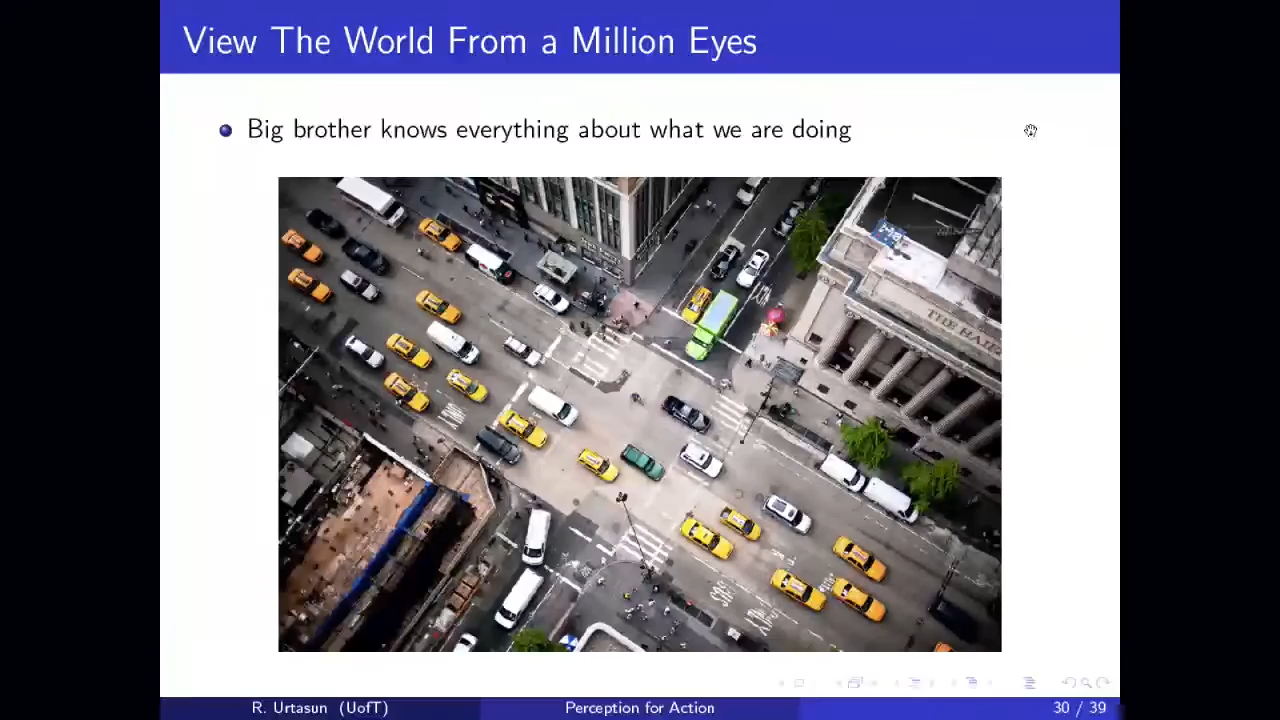 View The World From a Million Eyes
Big brother knows everything about what we are doing
THE HAIR
R. Urtasun (UofT)
Perception for Action
30 / 39